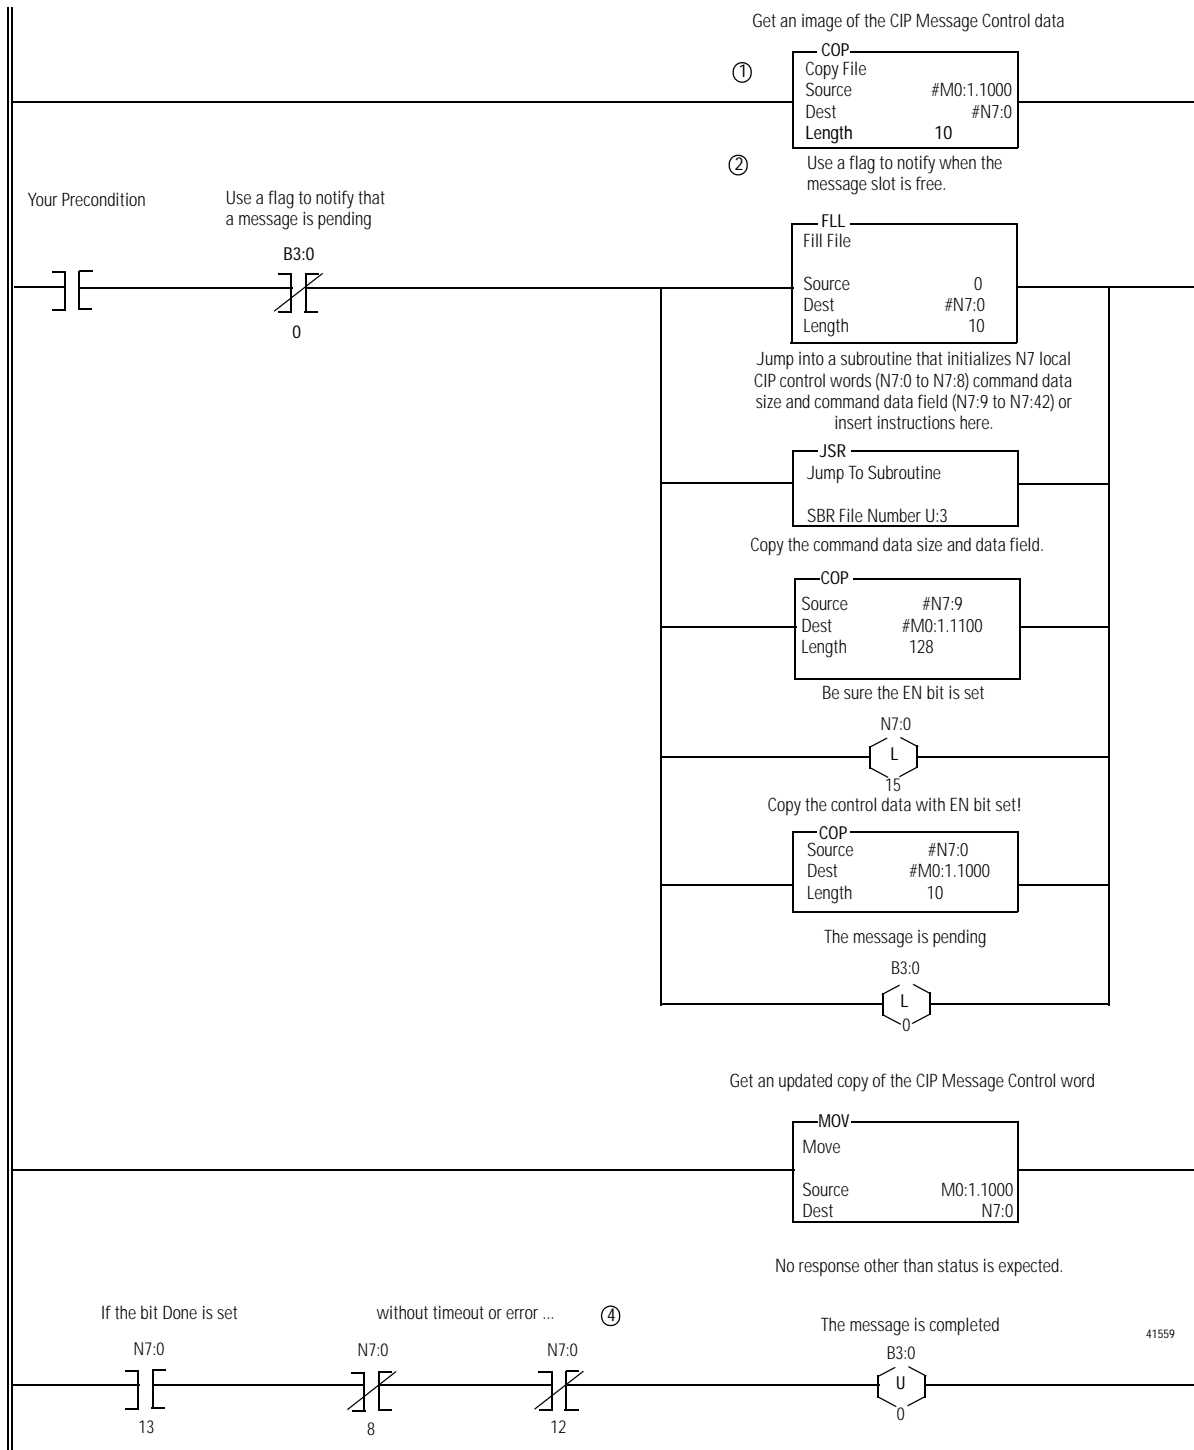 Get an image of the CIP Message Control data
COP
① Copy File
Source #M0:1.1000
Dest #N7:0
Length 10
② Use a flag to notify when the
message slot is free.
Your Precondition
Use a flag to notify that
a message is pending
B3:0
0
FLL
Fill File
Source 0
Dest #N7:0
Length 10
Jump into a subroutine that initializes N7 local
CIP control words (N7:0 to N7:8) command data
size and command data field (N7:9 to N7:42) or
insert instructions here.
JSR
Jump To Subroutine
SBR File Number U:3
Copy the command data size and data field.
COP
Source #N7:9
Dest #M0:1.1100
Length 128
Be sure the EN bit is set
N7:0
L
15
Copy the control data with EN bit set!
COP
Source #N7:0
Dest #M0:1.1000
Length 10
The message is pending
B3:0
L
0
Get an updated copy of the CIP Message Control word
MOV
Move
Source M0:1.1000
Dest N7:0
No response other than status is expected.
If the bit Done is set
N7:0
13
without timeout or error ... ④
N7:0
8
N7:0
12
The message is completed
B3:0
U
0
41559